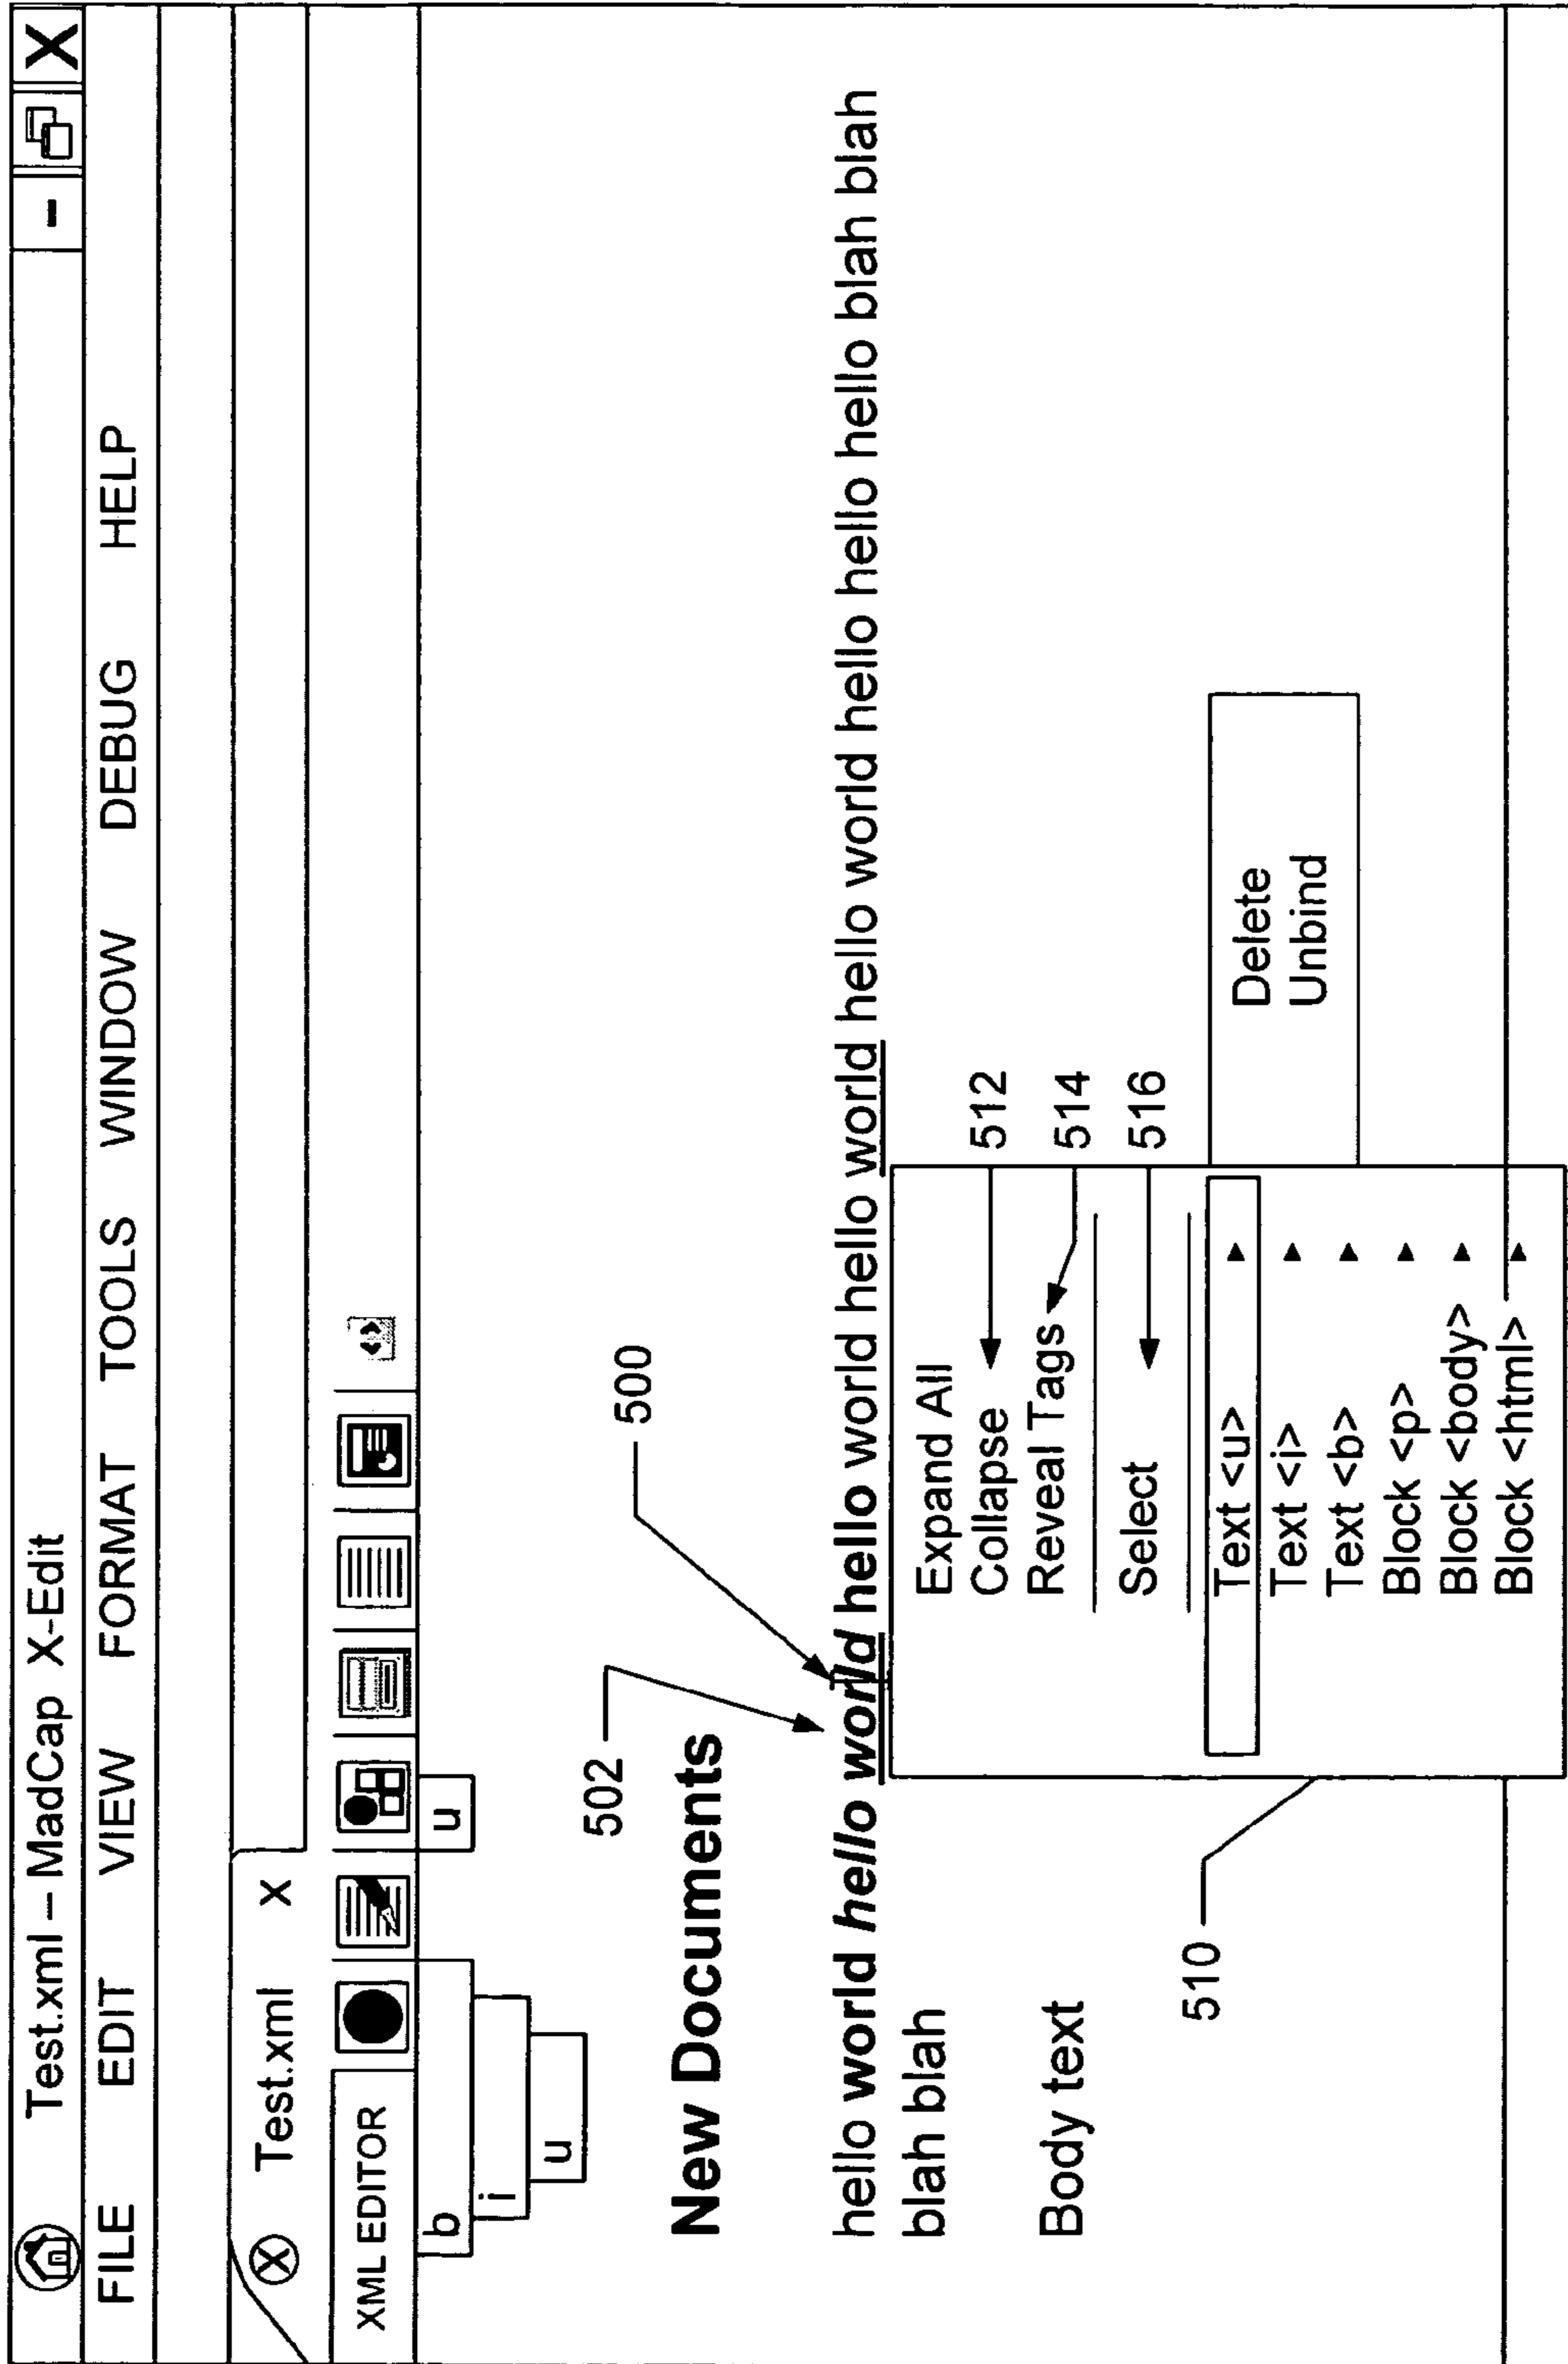 Test.xml – MadCap X-Edit - X
FILE EDIT VIEW FORMAT TOOLS WINDOW DEBUG HELP
X Test.xml X
XML EDITOR
b u
i
u
502 500
New Documents
hello world hello world hello world hello world hello world hello world hello hello hello blah blah
blah blah
Body text
510
Expand All
Collapse 512
Reveal Tags 514
Select 516
Text <u> Delete
Text <i> Unbind
Text <b>
Block <p>
Block <body>
Block <html>